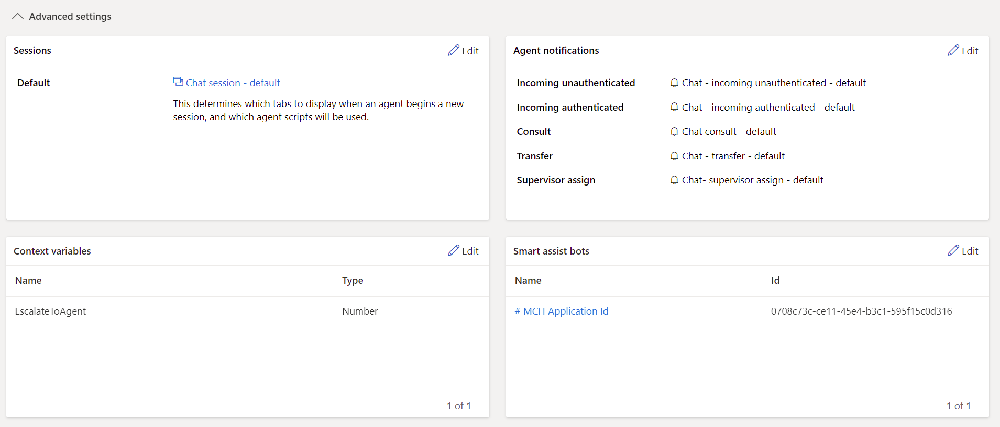 Advanced settings
Sessions
Edit
Default
Chat session - default
This determines which tabs to display when an agent begins a new
session, and which agent scripts will be used.
Agent notifications
Edit
Incoming unauthenticated
Chat - incoming unauthenticated - default
Incoming authenticated
Chat - incoming authenticated - default
Consult
Chat consult - default
Transfer
Chat - transfer - default
Supervisor assign
Chat- supervisor assign - default
Context variables
Edit
Name
Type
EscalateToAgent
Number
1 of 1
Smart assist bots
Edit
Name
Id
# MCH Application Id
0708c73c-ce11-45e4-b3c1-595f15c0d316
1 of 1